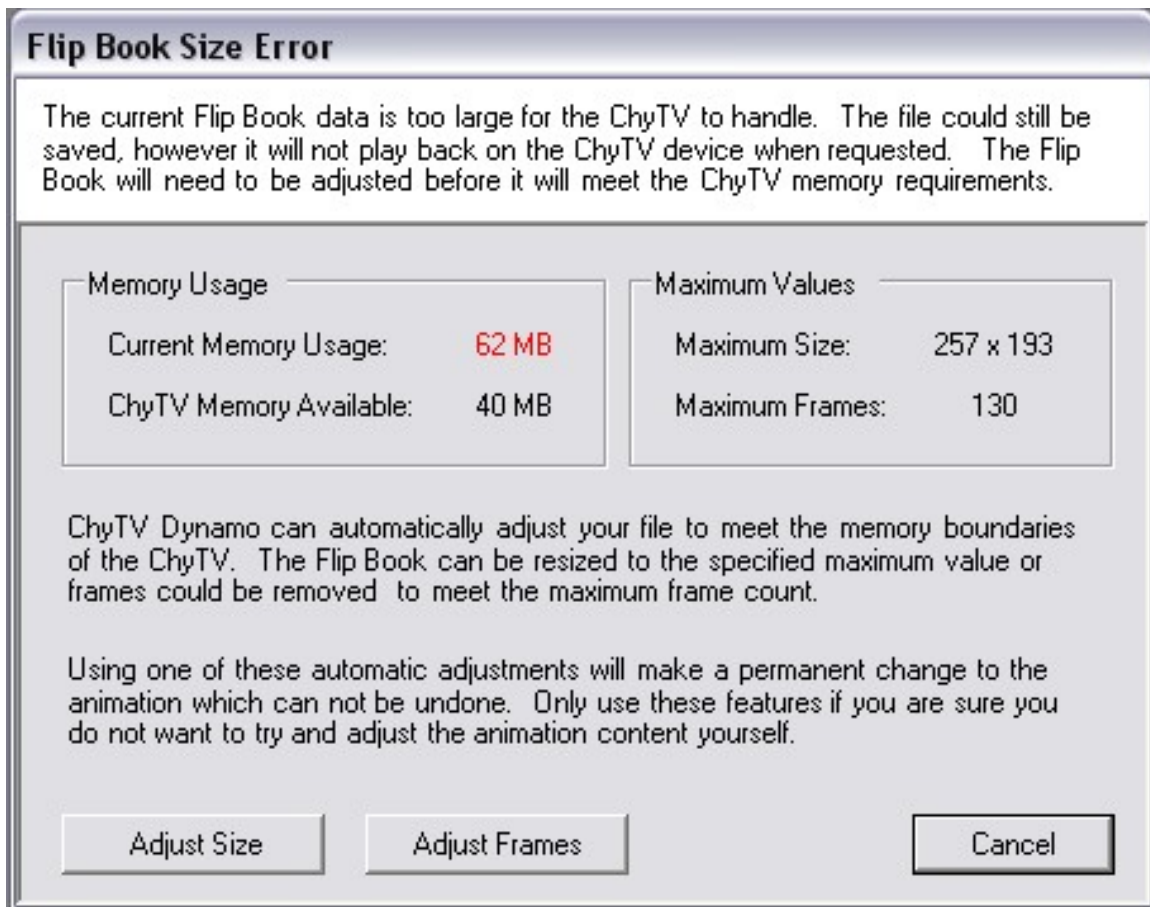 Flip Book Size Error
The current Flip Book data is too large for the ChyTV to handle.  The file could still be
saved, however it will not play back on the ChyTV device when requested.  The Flip
Book will need to be adjusted before it will meet the ChyTV memory requirements.
Memory Usage
Current Memory Usage: 62 MB
ChyTV Memory Available: 40 MB
Maximum Values
Maximum Size: 257 x 193
Maximum Frames: 130
ChyTV Dynamo can automatically adjust your file to meet the memory boundaries
of the ChyTV.  The Flip Book can be resized to the specified maximum value or
frames could be removed  to meet the maximum frame count.
Using one of these automatic adjustments will make a permanent change to the
animation which can not be undone.  Only use these features if you are sure you
do not want to try and adjust the animation content yourself.
Adjust Size
Adjust Frames
Cancel